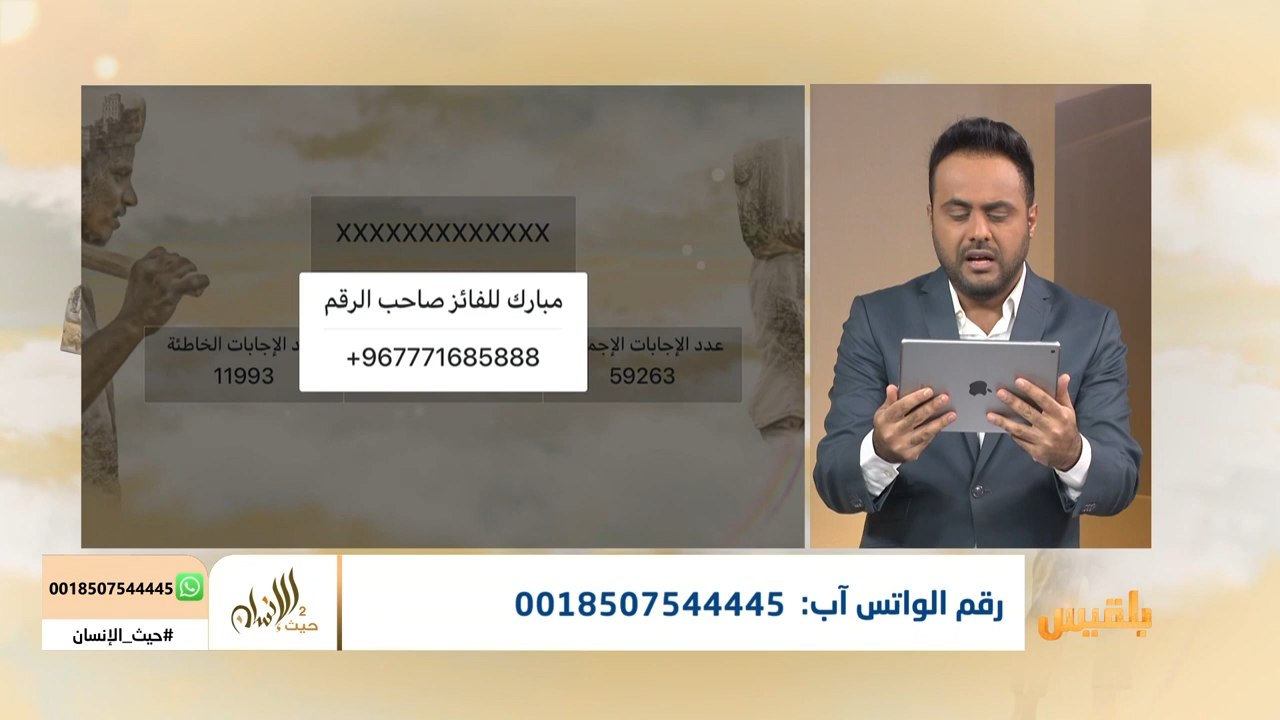 XXXXXXXXXXXXX
مبارك للفائز صاحب الرقم
+967771685888
عدد الإجابات الإجم
59263
د الإجابات الخاطئة
11993
رقم الواتس آب: 0018507544445
بلقيس
حيث الإنسان 2
0018507544445
#حيث_الإنسان